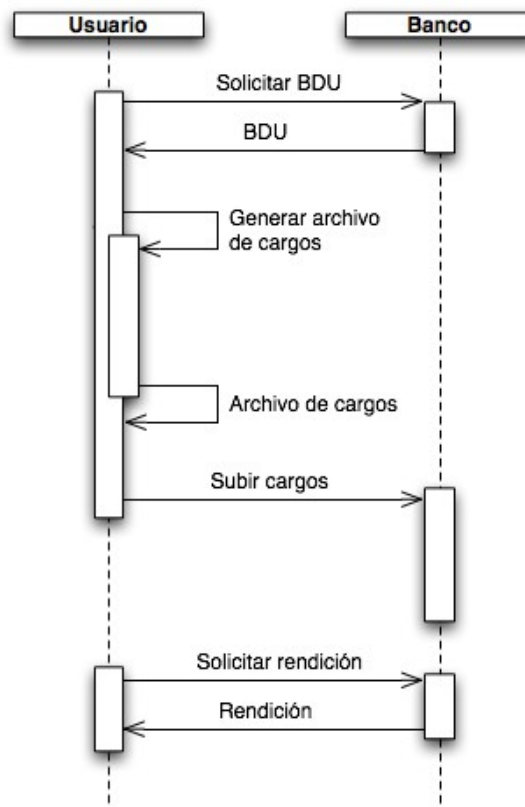 Usuario
Banco
Solicitar BDU
BDU
Generar archivo
de cargos
Archivo de cargos
Subir cargos
Solicitar rendición
Rendición